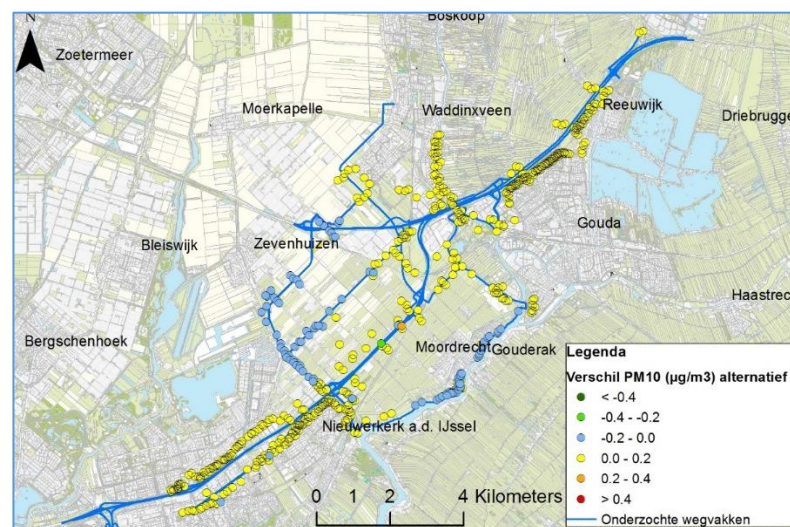 N
Boskoop
Zoetermeer
Moerkapelle
Waddinxveen
Reeuwijk
Driebrugge
Gouda
Zevenhuizen
Bleiswijk
Haastrec
Bergschenhoek
Moordrecht
Gouderak
Nieuwerkerk a.d. IJssel
0 2 4 Kilometers
Legenda
Verschil PM10 (µg/m3) alternatief
< -0.4
-0.4 - -0.2
-0.2 - 0.0
0.0 - 0.2
0.2 - 0.4
> 0.4
Onderzochte wegvakken